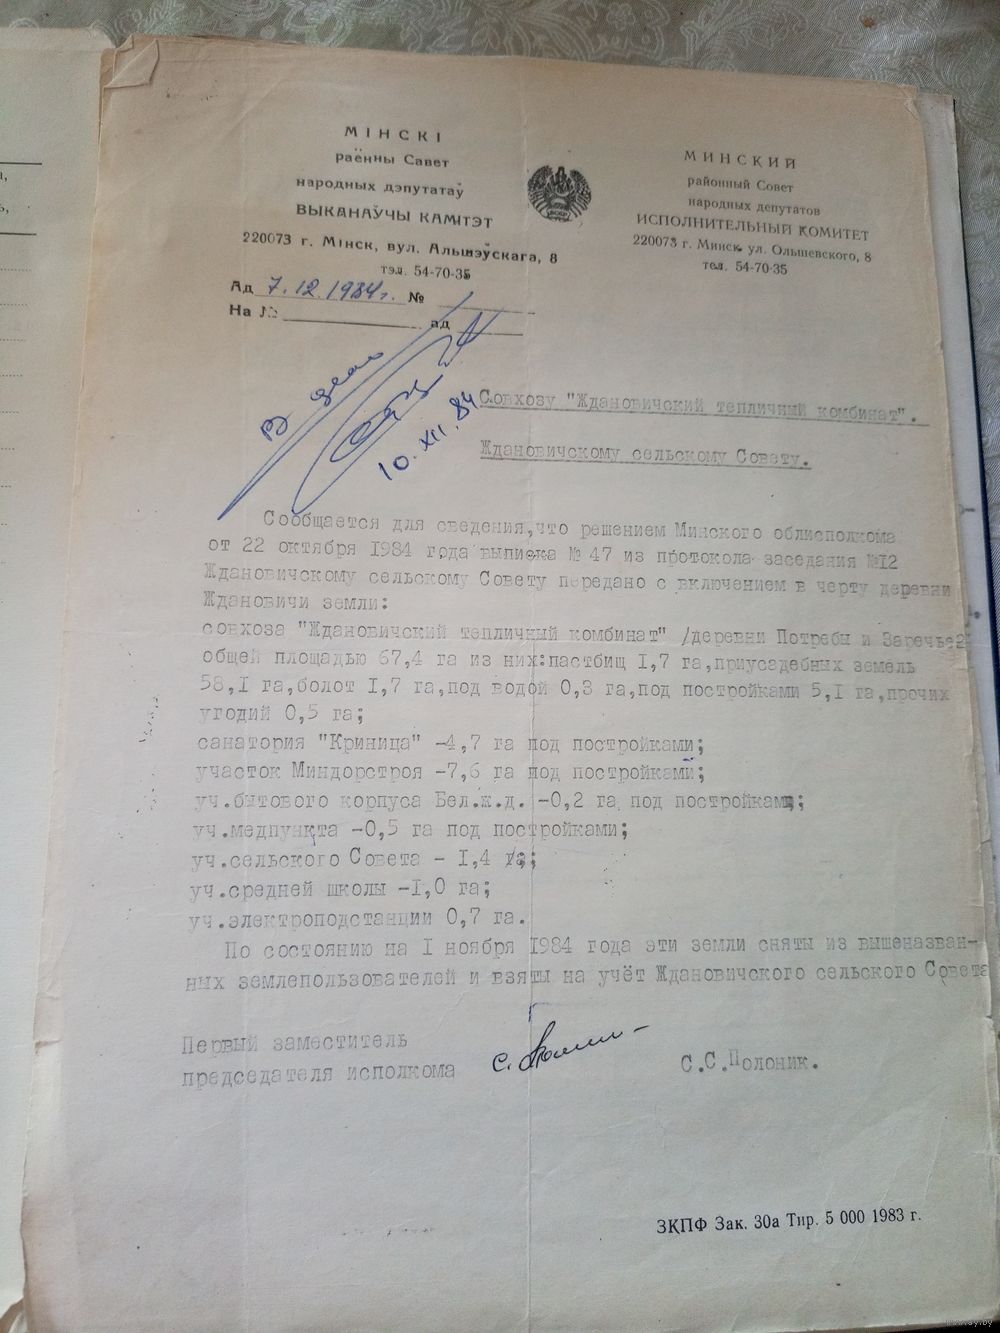 МІНСКІ
раённы Савет
народных дэпутатаў
ВЫКАНАЎЧЫ КАМІТЭТ
220073 г. Мінск, вул. Альшэўскага, 8
тэл. 54-70-35
МИНСКИЙ
районный Совет
народных депутатов
ИСПОЛНИТЕЛЬНЫЙ КОМИТЕТ
220073 г. Минск ул. Ольшевского, 8
тел. 54-70-35
Ад 7.12.1984г. №
На № ад
В дело
10.XII.84
Совхозу "Ждановичский тепличный комбинат".
Ждановичскому сельскому Совету.
Сообщается для сведения,что решением Минского облисполкома
от 22 октября 1984 года выписка № 47 из протокола заседания №12
Ждановичскому сельскому Совету передано с включением в черту деревни
Ждановичи земли:
совхоза "Ждановичский тепличный комбинат" /деревни Потребы и Заречье
общей площадью 67,4 га из них:пастбищ 1,7 га,приусадебных земель
58,1 га,болот 1,7 га,под водой 0,3 га,под постройками 5,1 га,прочих
угодий 0,5 га;
санатория "Криница" -4,7 га под постройками;
участок Миндорстроя -7,6 га под постройками;
уч.бытового корпуса Бел.ж.д. -0,2 га под постройками;
уч.медпункта -0,5 га под постройками;
уч.сельского Совета - 1,4 га;
уч.средней школы -1,0 га;
уч.электроподстанции 0,7 га.
По состоянию на 1 ноября 1984 года эти земли сняты из вышеназван-
ных землепользователей и взяты на учёт Ждановичского сельского Совета
Первый заместитель
председателя исполкома
С.С.Полоник.
ЗКПФ Зак. 30а Тир. 5 000 1983 г.